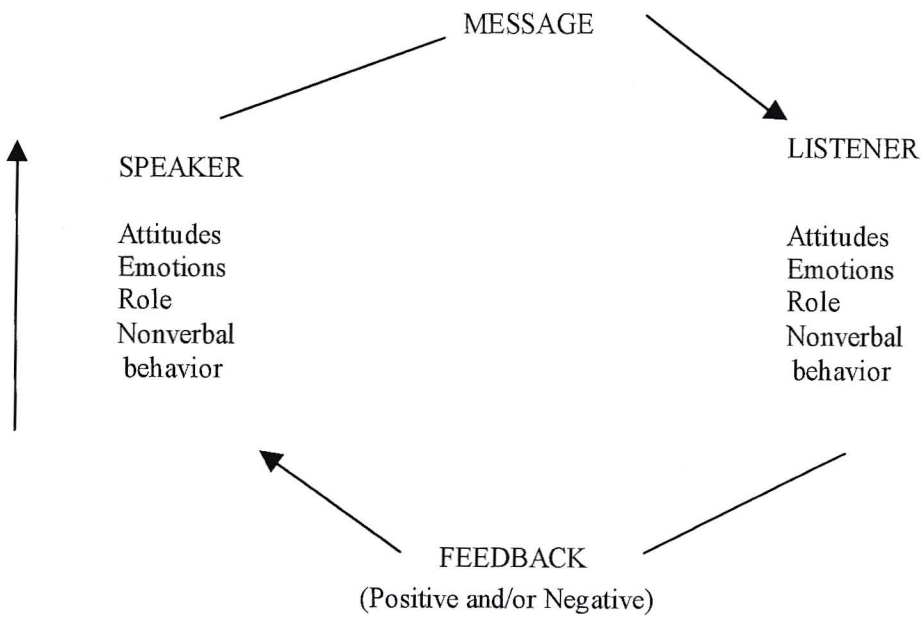 MESSAGE
SPEAKER
Attitudes
Emotions
Role
Nonverbal
behavior
LISTENER
Attitudes
Emotions
Role
Nonverbal
behavior
FEEDBACK
(Positive and/or Negative)